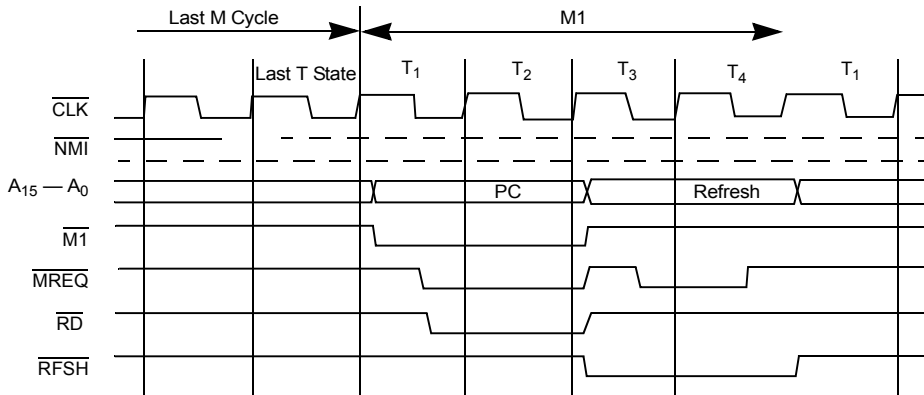 Last M Cycle M1
Last T State T1 T2 T3 T4 T1
CLK
NMI
A15 — A0 PC Refresh
M1
MREQ
RD
RFSH